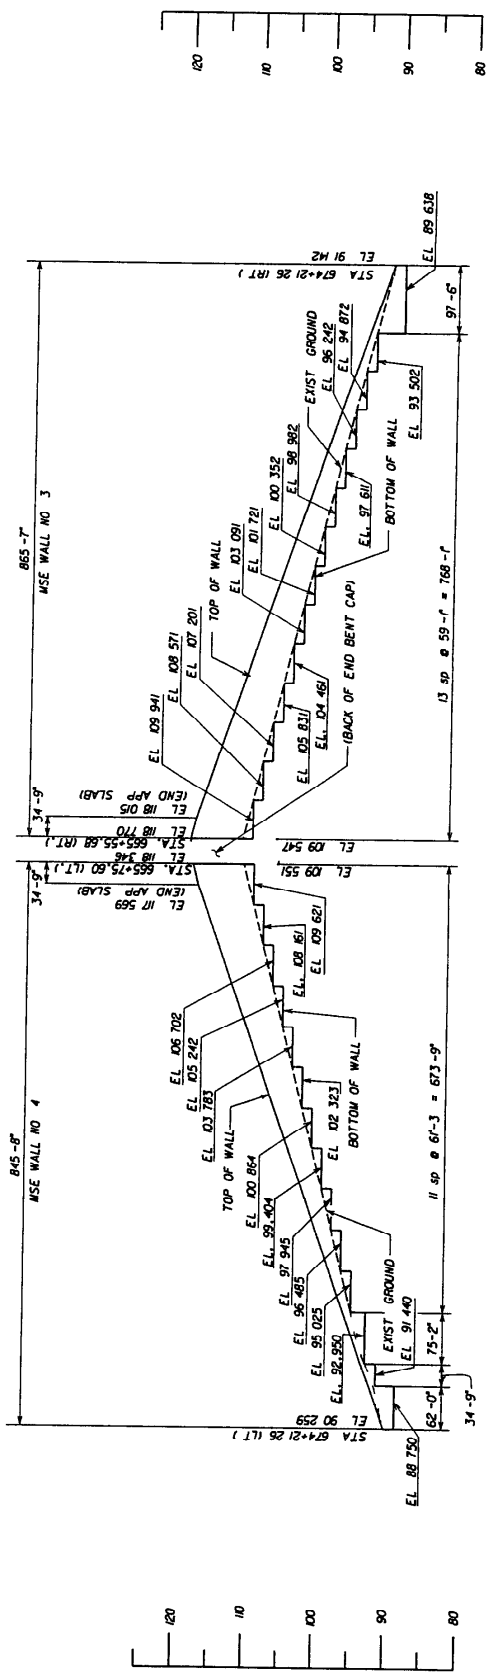 120
110
100
90
80
865'-7"
MSE WALL NO 3
34'-9"
EL 118 015
(END APP SLAB)
EL 118 770
STA. 665+55.68 (RT.)
EL 109 547
EL 91 142
STA 674+21 26 (RT )
EL 109 941
EL 108 571
EL 107 201
TOP OF WALL
EL 103 091
EL 101 721
EL 100 352
EL 98 982
EXIST GROUND
EL 96 242
EL 94 872
EL 89 638
97'-6"
EL 93 502
BOTTOM OF WALL
EL. 97 611
EL. 104 461
EL 105 831
(BACK OF END BENT CAP)
13 sp @ 59'-1" = 768'-1"
845'-8"
MSE WALL NO 4
34'-9"
EL 118 346
STA. 665+75.60 (LT.)
EL 117 569
(END APP SLAB)
EL 109 551
EL 109 621
EL. 108 161
EL 106 702
EL 105 242
EL 103 783
TOP OF WALL
EL 102 323
BOTTOM OF WALL
EL 100 864
EL. 99.404
EL 97 945
EL 96 485
EL 95 025
EL. 92.950
EXIST GROUND
EL 91 440
EL 90 259
STA 674+21 26 (LT )
EL 88 750
11 sp @ 61'-3 = 673'-9"
75'-2"
34'-9"
62'-0"
120
110
100
90
80